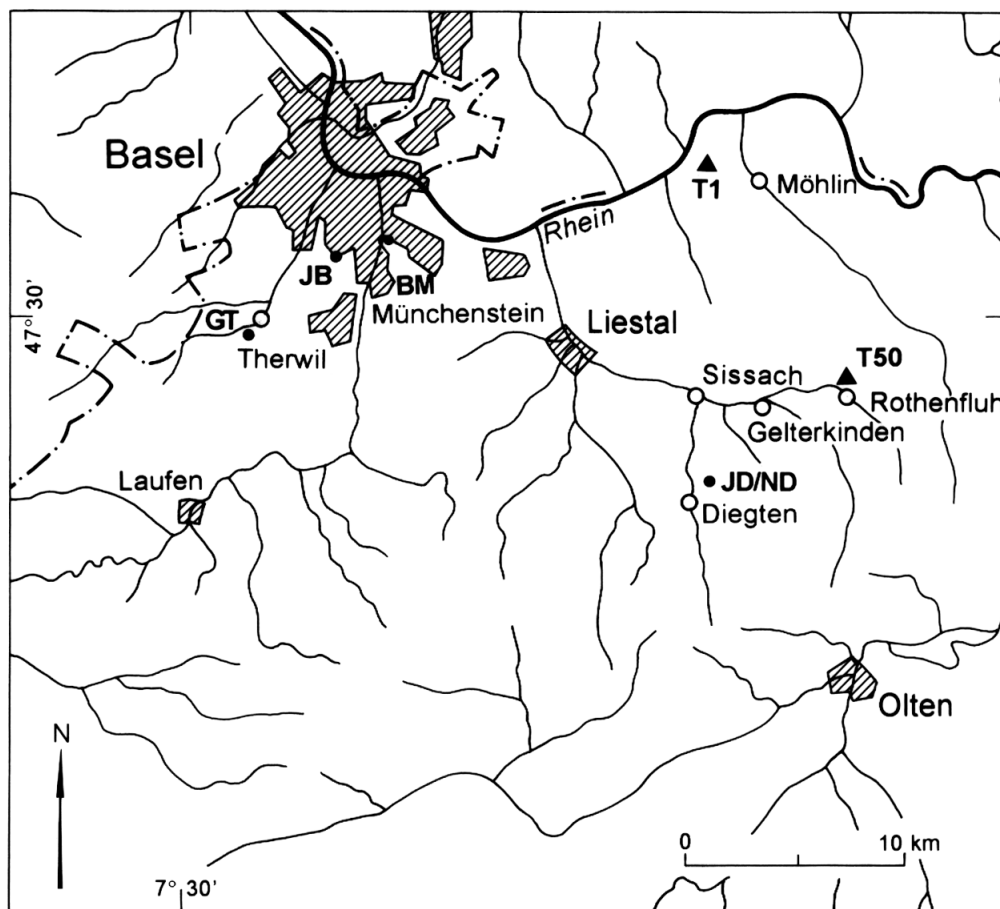 Basel
T1
Möhlin
Rhein
JB
BM
Münchenstein
47° 30'
GT
Therwil
Liestal
Sissach
T50
Rothenfluh
Gelterkinden
Laufen
JD/ND
Diegten
Olten
N
0 10 km
7° 30'